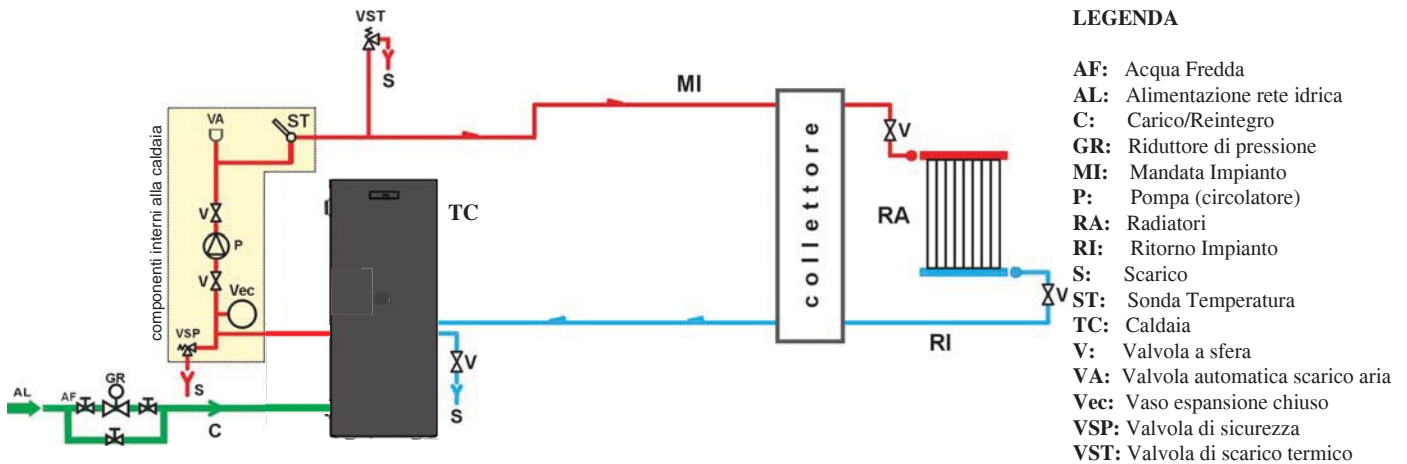 VST
S
MI
componenti interni alla caldaia
VA
ST
V
P
V
Vec
VSP
S
TC
collettore
V
RA
V
RI
V
S
AL
AF
GR
C
LEGENDA
AF: Acqua Fredda
AL: Alimentazione rete idrica
C: Carico/Reintegro
GR: Riduttore di pressione
MI: Mandata Impianto
P: Pompa (circolatore)
RA: Radiatori
RI: Ritorno Impianto
S: Scarico
ST: Sonda Temperatura
TC: Caldaia
V: Valvola a sfera
VA: Valvola automatica scarico aria
Vec: Vaso espansione chiuso
VSP: Valvola di sicurezza
VST: Valvola di scarico termico